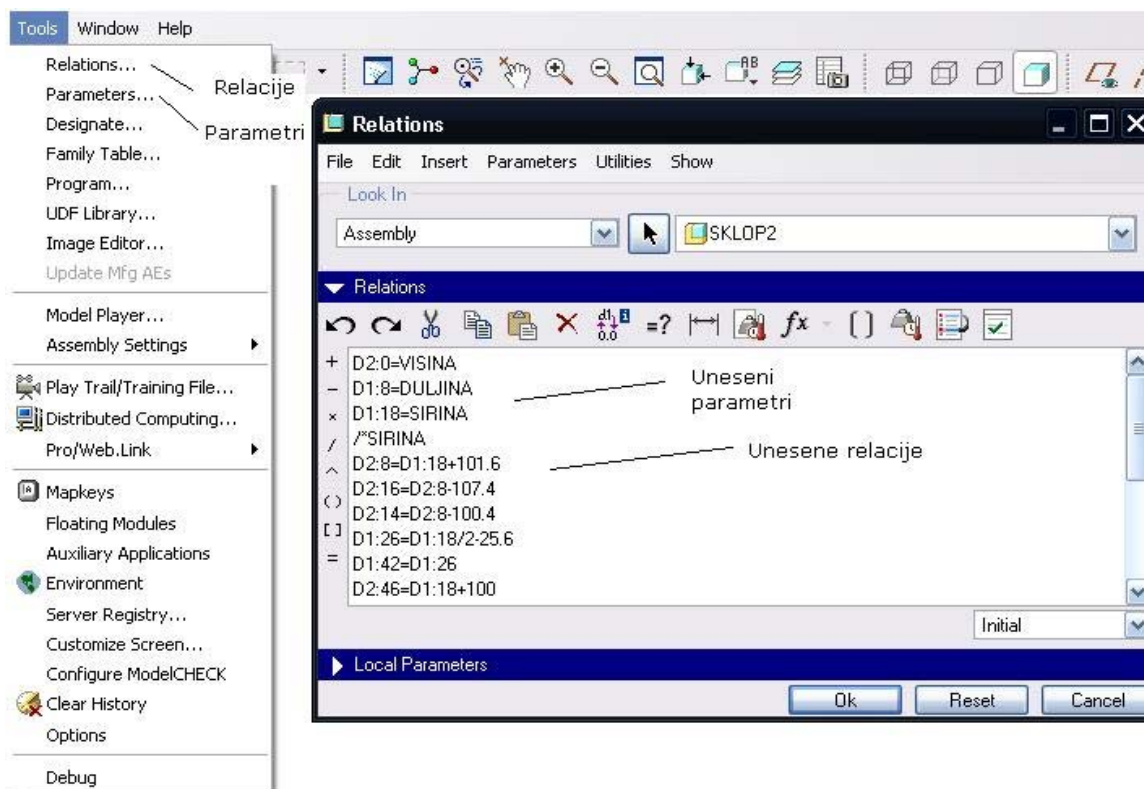 Tools Window Help
Relations...
Parameters...
Designate...
Family Table...
Program...
UDF Library...
Image Editor...
Update Mfg AEs
Model Player...
Assembly Settings
Play Trail/Training File...
Distributed Computing...
Pro/Web.Link
Mapkeys
Floating Modules
Auxiliary Applications
Environment
Server Registry...
Customize Screen...
Configure ModelCHECK
Clear History
Options
Debug
Relacije
Parametri
Relations
File Edit Insert Parameters Utilities Show
Look In
Assembly
SKLOP2
Relations
D2:0=VISINA
D1:8=DULJINA
D1:18=SIRINA
/*SIRINA
D2:8=D1:18+101.6
D2:16=D2:8-107.4
D2:14=D2:8-100.4
D1:26=D1:18/2-25.6
D1:42=D1:26
D2:46=D1:18+100
Uneseni
parametri
Unesene relacije
Initial
Local Parameters
Ok Reset Cancel